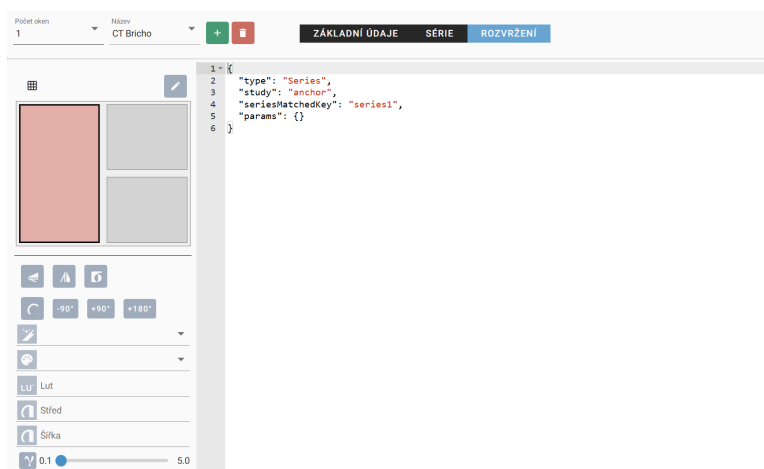 Počet oken
1
Název
CT Bricho
+
ZÁKLADNÍ ÚDAJE SÉRIE ROZVRŽENÍ
1 {
2 "type": "Series",
3 "study": "anchor",
4 "seriesMatchedKey": "series1",
5 "params": {}
6 }
-90° +90° +180°
LUT Lut
Střed
Šířka
0.1 5.0